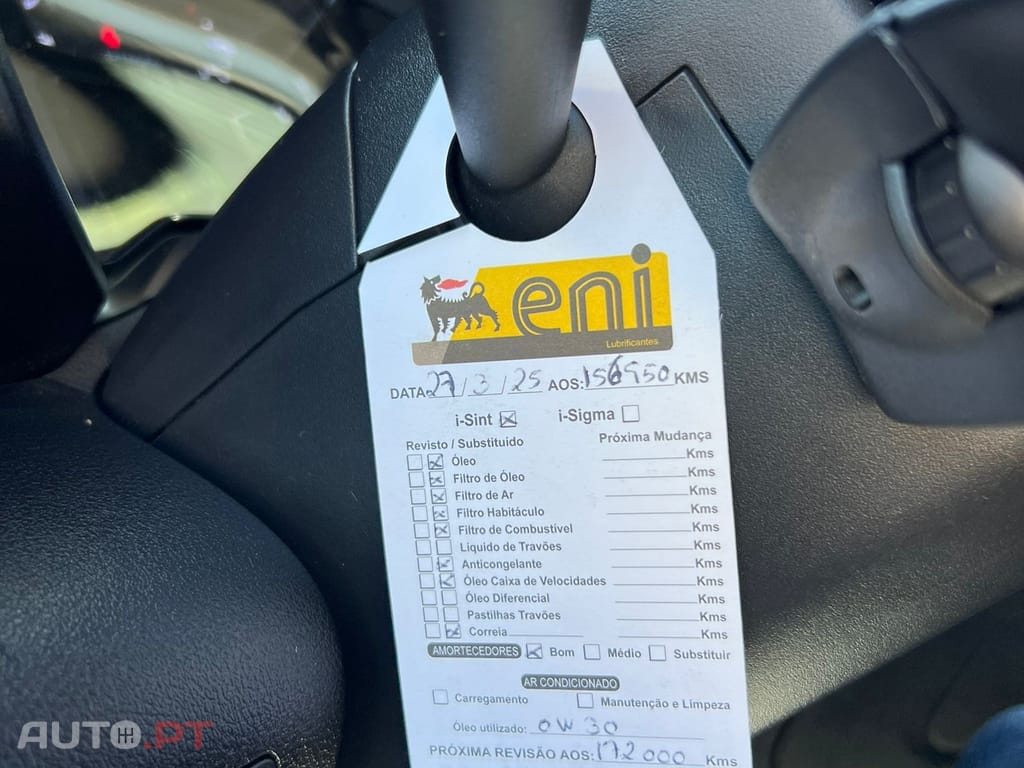 eni
Lubrificantes
DATA 27/3/25 AOS: 156950 KMS
i-Sint i-Sigma
Revisto / Substituido Próxima Mudança
Óleo Kms
Filtro de Óleo Kms
Filtro de Ar Kms
Filtro Habitáculo Kms
Filtro de Combustível Kms
Liquido de Travões Kms
Anticongelante Kms
Óleo Caixa de Velocidades Kms
Óleo Diferencial Kms
Pastilhas Travões Kms
Correia Kms
AMORTECEDORES Bom Médio Substituir
AR CONDICIONADO
Carregamento Manutenção e Limpeza
Óleo utilizado: 0W30
PRÓXIMA REVISÃO AOS: 172000 Kms
AUTO.PT